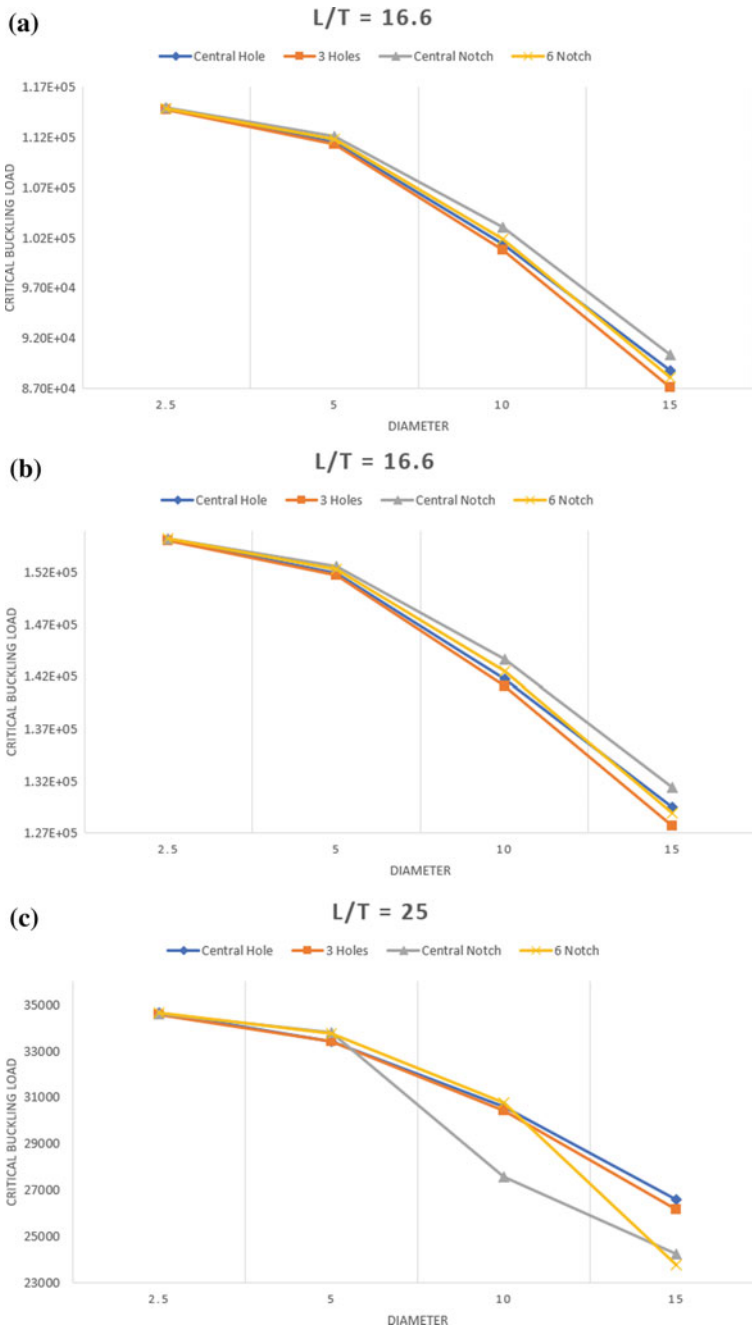 (a)
L/T = 16.6
Central Hole 3 Holes Central Notch 6 Notch
1.17E+05
1.12E+05
1.07E+05
1.02E+05
9.70E+04
9.20E+04
8.70E+04
CRITICAL BUCKLING LOAD
2.5 5 10 15
DIAMETER
(b)
L/T = 16.6
Central Hole 3 Holes Central Notch 6 Notch
1.52E+05
1.47E+05
1.42E+05
1.37E+05
1.32E+05
1.27E+05
CRITICAL BUCKLING LOAD
2.5 5 10 15
DIAMETER
(c)
L/T = 25
Central Hole 3 Holes Central Notch 6 Notch
35000
33000
31000
29000
27000
25000
23000
CRITICAL BUCKLING LOAD
2.5 5 10 15
DIAMETER